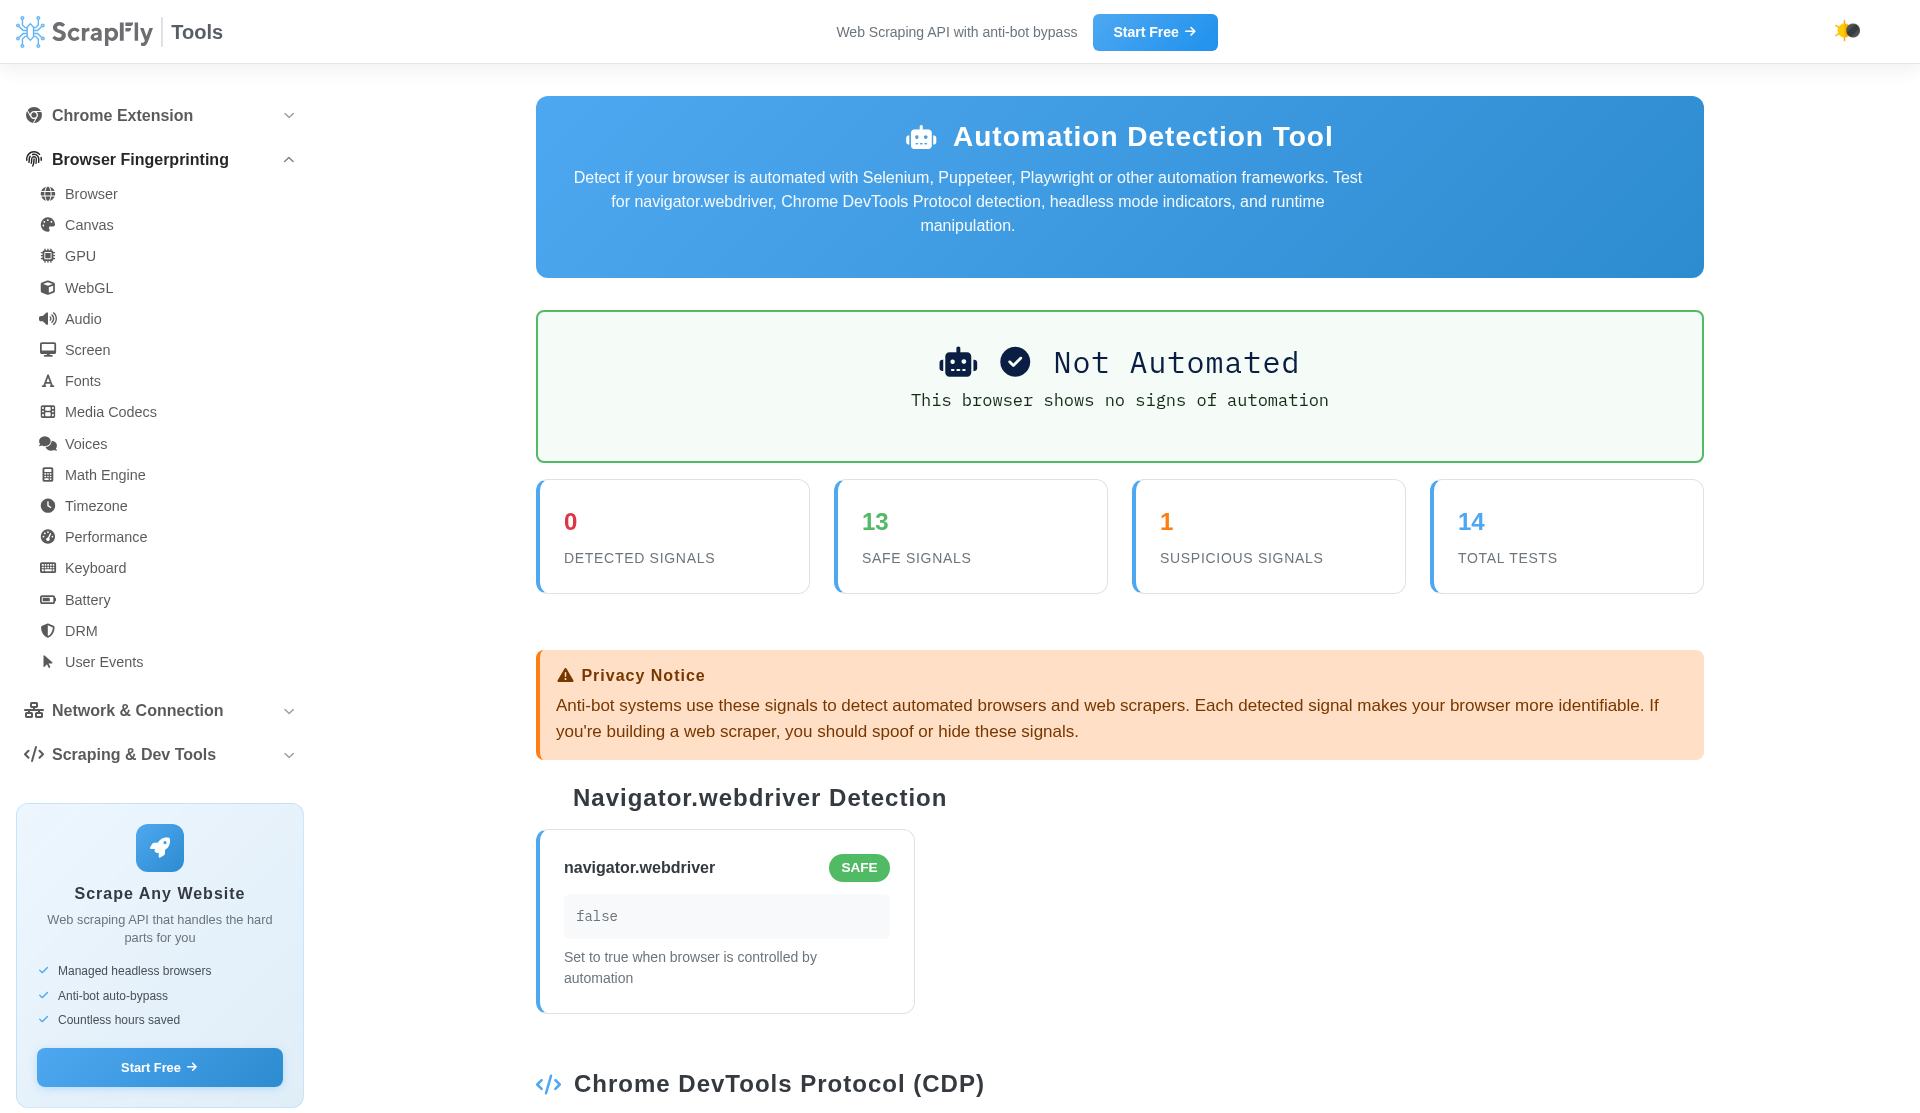 ScrapFly Tools
Web Scraping API with anti-bot bypass
Start Free
Chrome Extension
Browser Fingerprinting
Browser
Canvas
GPU
WebGL
Audio
Screen
Fonts
Media Codecs
Voices
Math Engine
Timezone
Performance
Keyboard
Battery
DRM
User Events
Network & Connection
Scraping & Dev Tools
Scrape Any Website
Web scraping API that handles the hard
parts for you
Managed headless browsers
Anti-bot auto-bypass
Countless hours saved
Start Free
Automation Detection Tool
Detect if your browser is automated with Selenium, Puppeteer, Playwright or other automation frameworks. Test
for navigator.webdriver, Chrome DevTools Protocol detection, headless mode indicators, and runtime
manipulation.
Not Automated
This browser shows no signs of automation
0
DETECTED SIGNALS
13
SAFE SIGNALS
1
SUSPICIOUS SIGNALS
14
TOTAL TESTS
Privacy Notice
Anti-bot systems use these signals to detect automated browsers and web scrapers. Each detected signal makes your browser more identifiable. If
you're building a web scraper, you should spoof or hide these signals.
Navigator.webdriver Detection
navigator.webdriver
SAFE
false
Set to true when browser is controlled by
automation
Chrome DevTools Protocol (CDP)